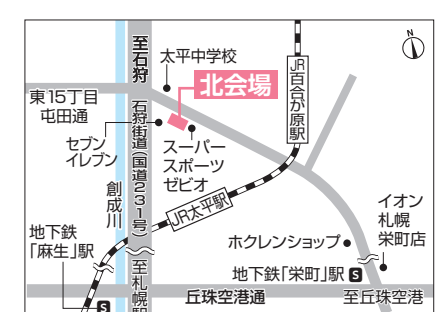 至石狩
太平中学校
JR百合が原駅
東15丁目
屯田通
北会場
石狩街道(国道231号)
セブン
イレブン
スーパー
スポーツ
ゼビオ
創成川
JR太平駅
イオン
札幌
栄町店
地下鉄
「麻生」駅
ホクレンショップ
至札幌駅
地下鉄「栄町」駅 S
S
丘珠空港通
至丘珠空港
N